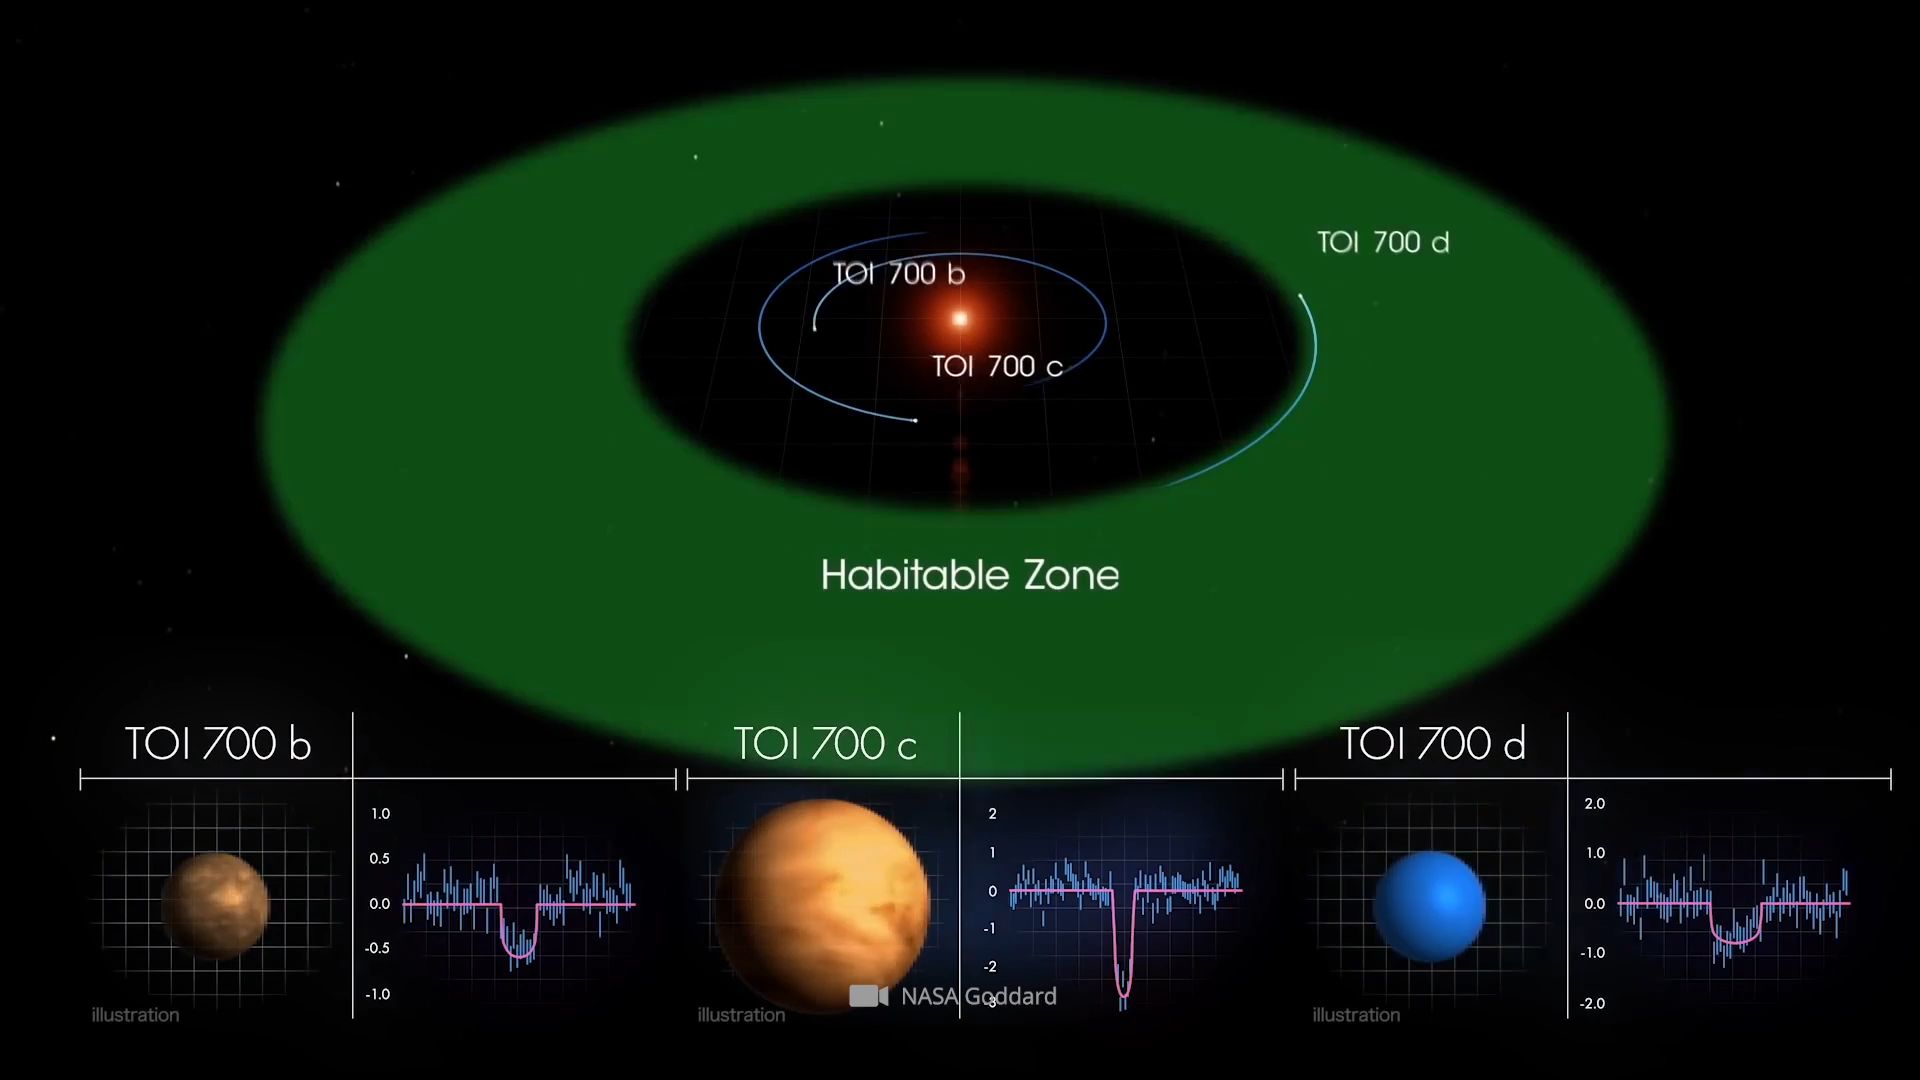 TOI 700 d
TOI 700 b
TOI 700 c
Habitable Zone
TOI 700 b
1.0
0.5
0.0
-0.5
-1.0
illustration
TOI 700 c
2
1
0
-1
-2
-3
illustration
NASA Goddard
TOI 700 d
2.0
1.0
0.0
-1.0
-2.0
illustration